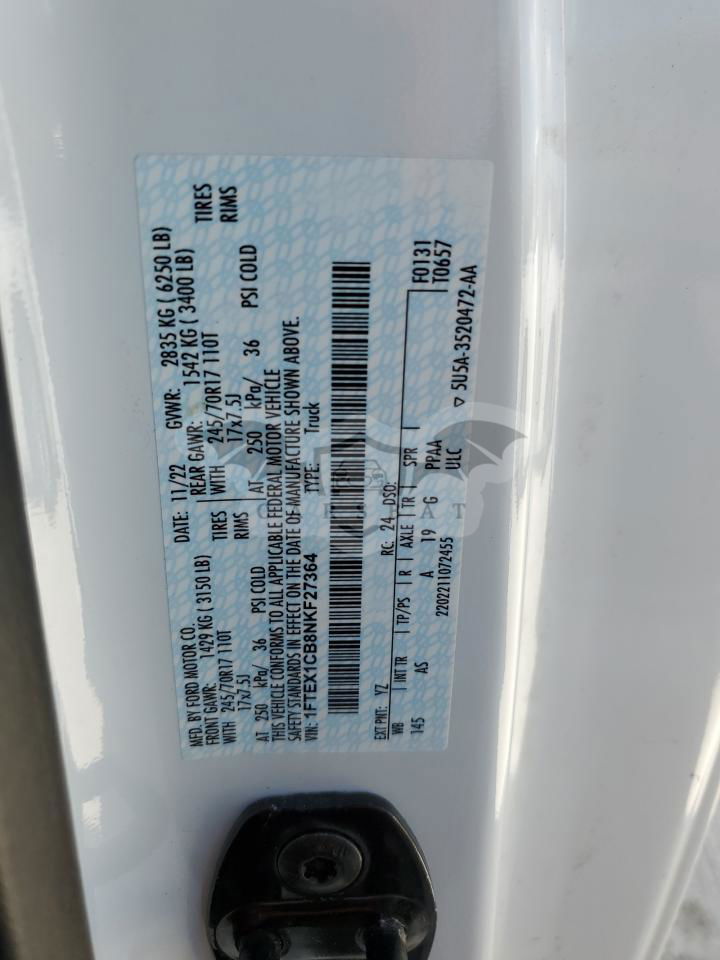 MFD. BY FORD MOTOR CO. DATE: 11/22 GVWR: 2835 KG ( 6250 LB)
FRONT GAWR: 1429 KG ( 3150 LB) REAR GAWR: 1542 KG ( 3400 LB)
WITH 245/70R17 110T TIRES WITH 245/70R17 110T TIRES
17x7.5J RIMS 17x7.5J RIMS
AT 250 kPa/ 36 PSI COLD AT 250 kPa/ 36 PSI COLD
THIS VEHICLE CONFORMS TO ALL APPLICABLE FEDERAL MOTOR VEHICLE
SAFETY STANDARDS IN EFFECT ON THE DATE OF MANUFACTURE SHOWN ABOVE.
VIN: 1FTEX1CB8NKF27364 TYPE: Truck
EXT PNT: YZ RC: 24 DSO: F0131
WB INT TR TP/PS R AXLE TR SPR T0657
145 AS A 19 G PPAA
2202211072455 ULC ▽ 5U5A-3520472-AA